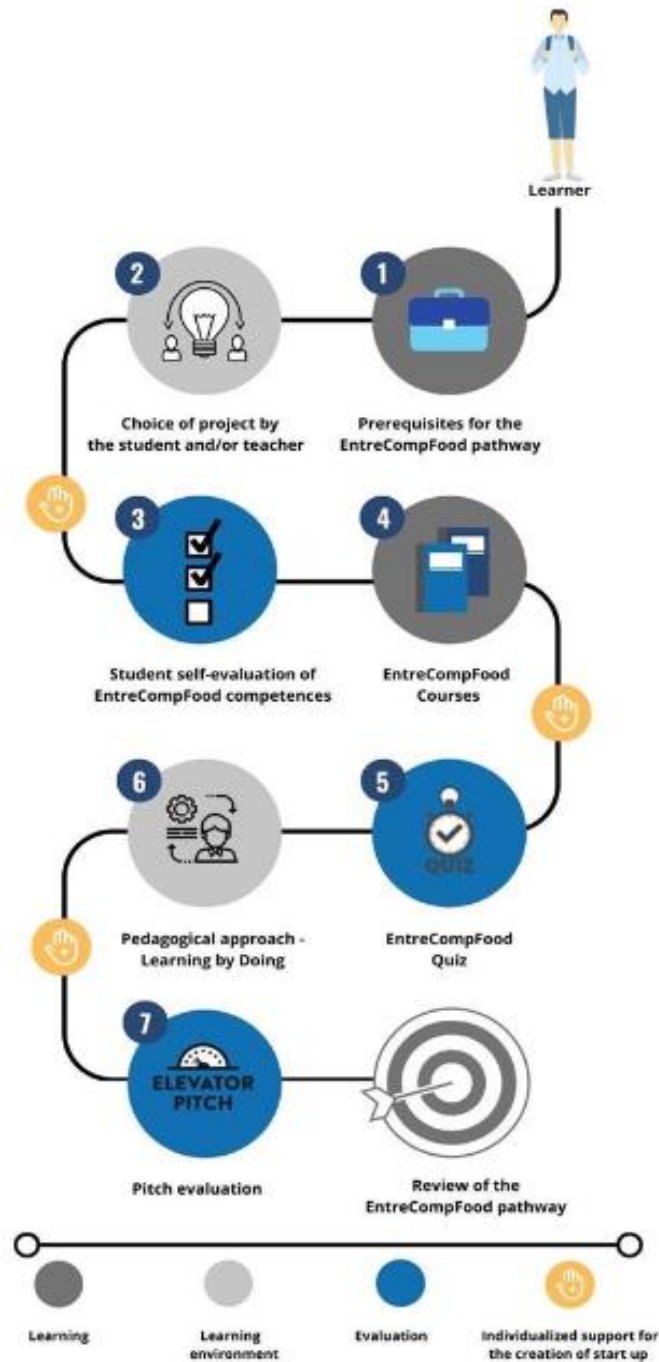 Learner
1
Prerequisites for the
EntreCompFood pathway
2
Choice of project by
the student and/or teacher
3
Student self-evaluation of
EntreCompFood competences
4
EntreCompFood
Courses
5
QUIZ
EntreCompFood
Quiz
6
Pedagogical approach -
Learning by Doing
7
ELEVATOR
PITCH
Pitch evaluation
Review of the
EntreCompFood pathway
Learning
Learning
environment
Evaluation
Individualized support for
the creation of start up